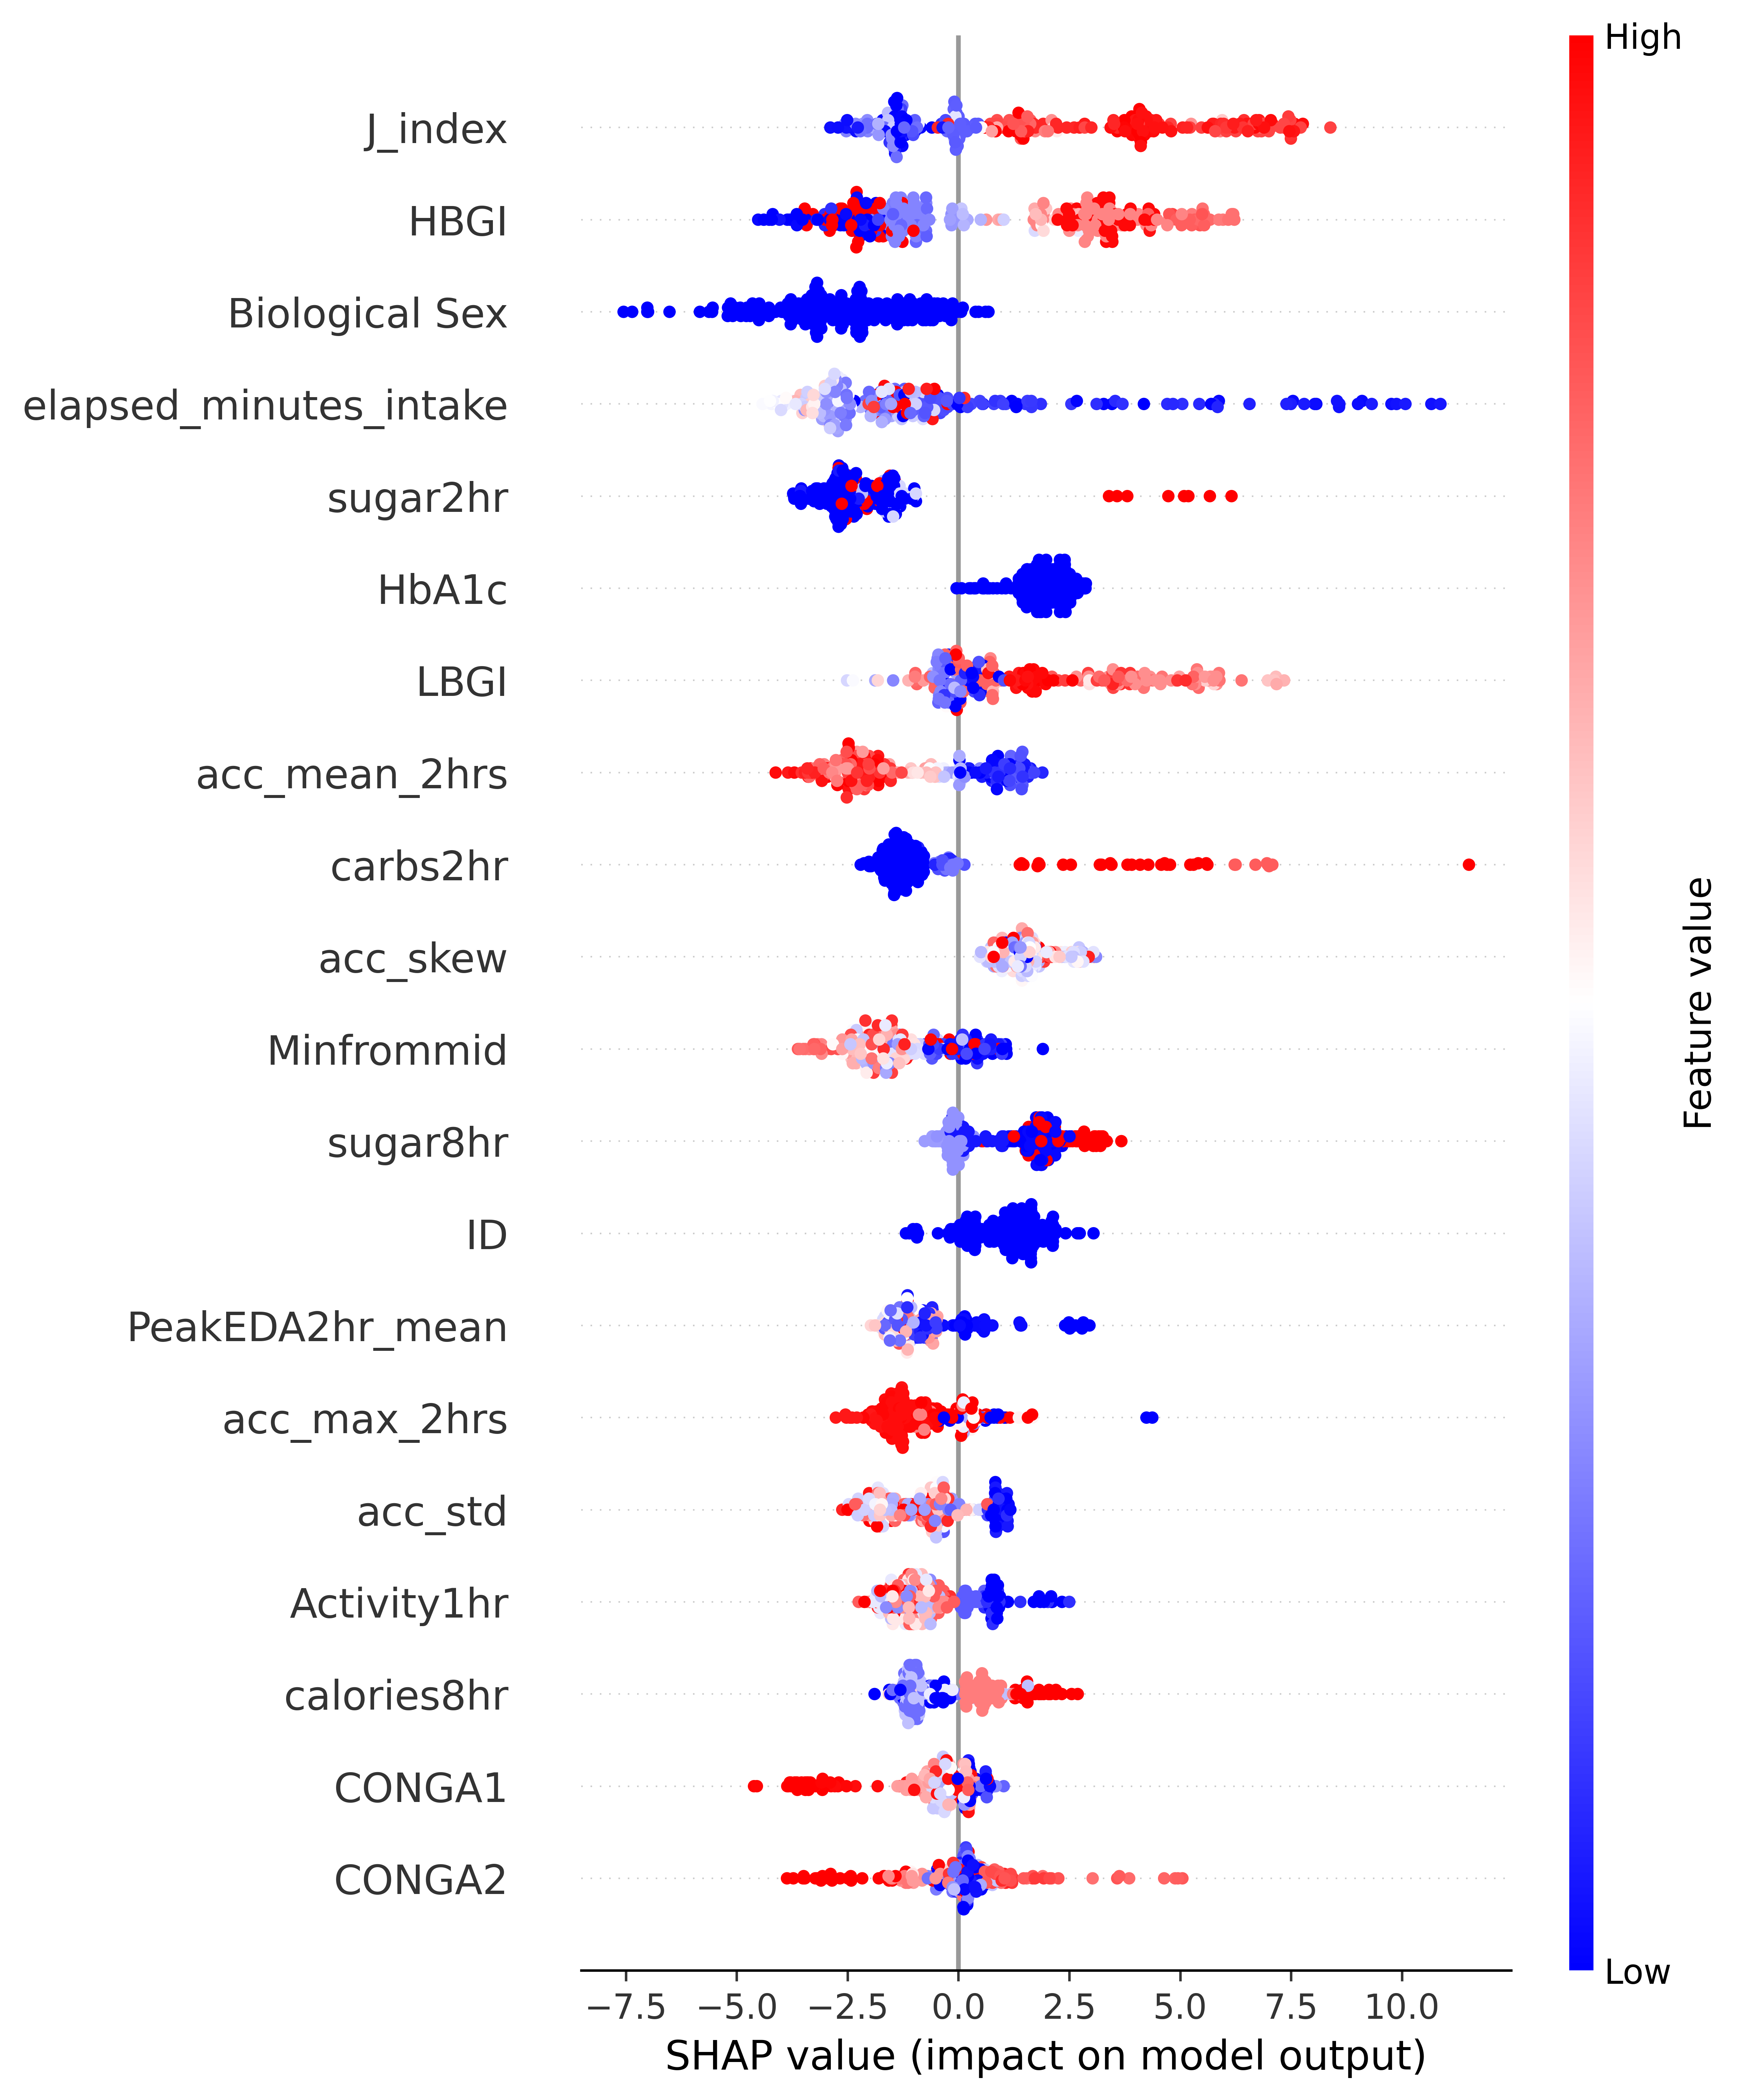 High
J_index
HBGI
Biological Sex
elapsed_minutes_intake
sugar2hr
HbA1c
LBGI
acc_mean_2hrs
carbs2hr
acc_skew
Minfrommid
sugar8hr
ID
PeakEDA2hr_mean
acc_max_2hrs
acc_std
Activity1hr
calories8hr
CONGA1
CONGA2
Feature value
Low
−7.5 −5.0 −2.5 0.0 2.5 5.0 7.5 10.0
SHAP value (impact on model output)